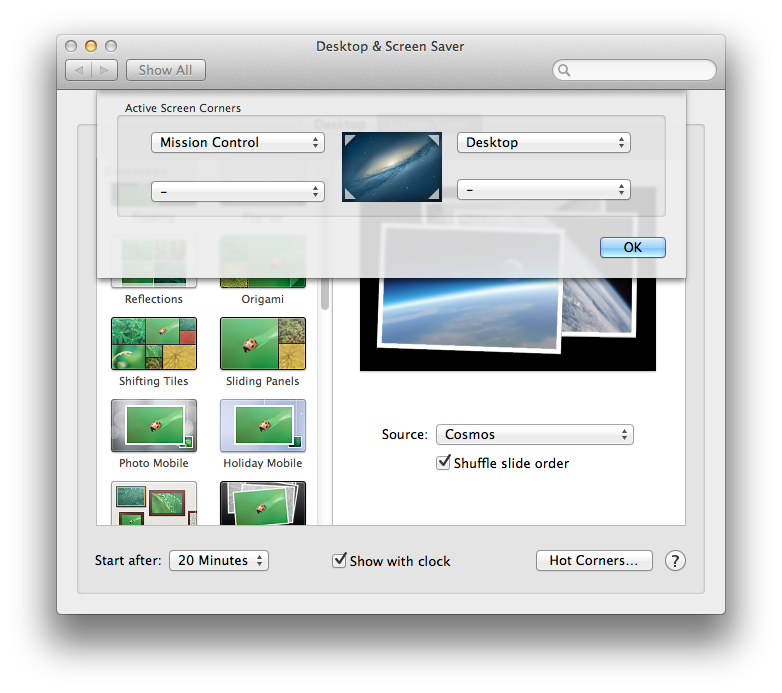 Desktop & Screen Saver
Show All
Active Screen Corners
Desktop
Mission Control
Desktop
–
–
OK
Reflections
Origami
Shifting Tiles
Sliding Panels
Photo Mobile
Holiday Mobile
Source: Cosmos
Shuffle slide order
Start after: 20 Minutes
Show with clock
Hot Corners...
?